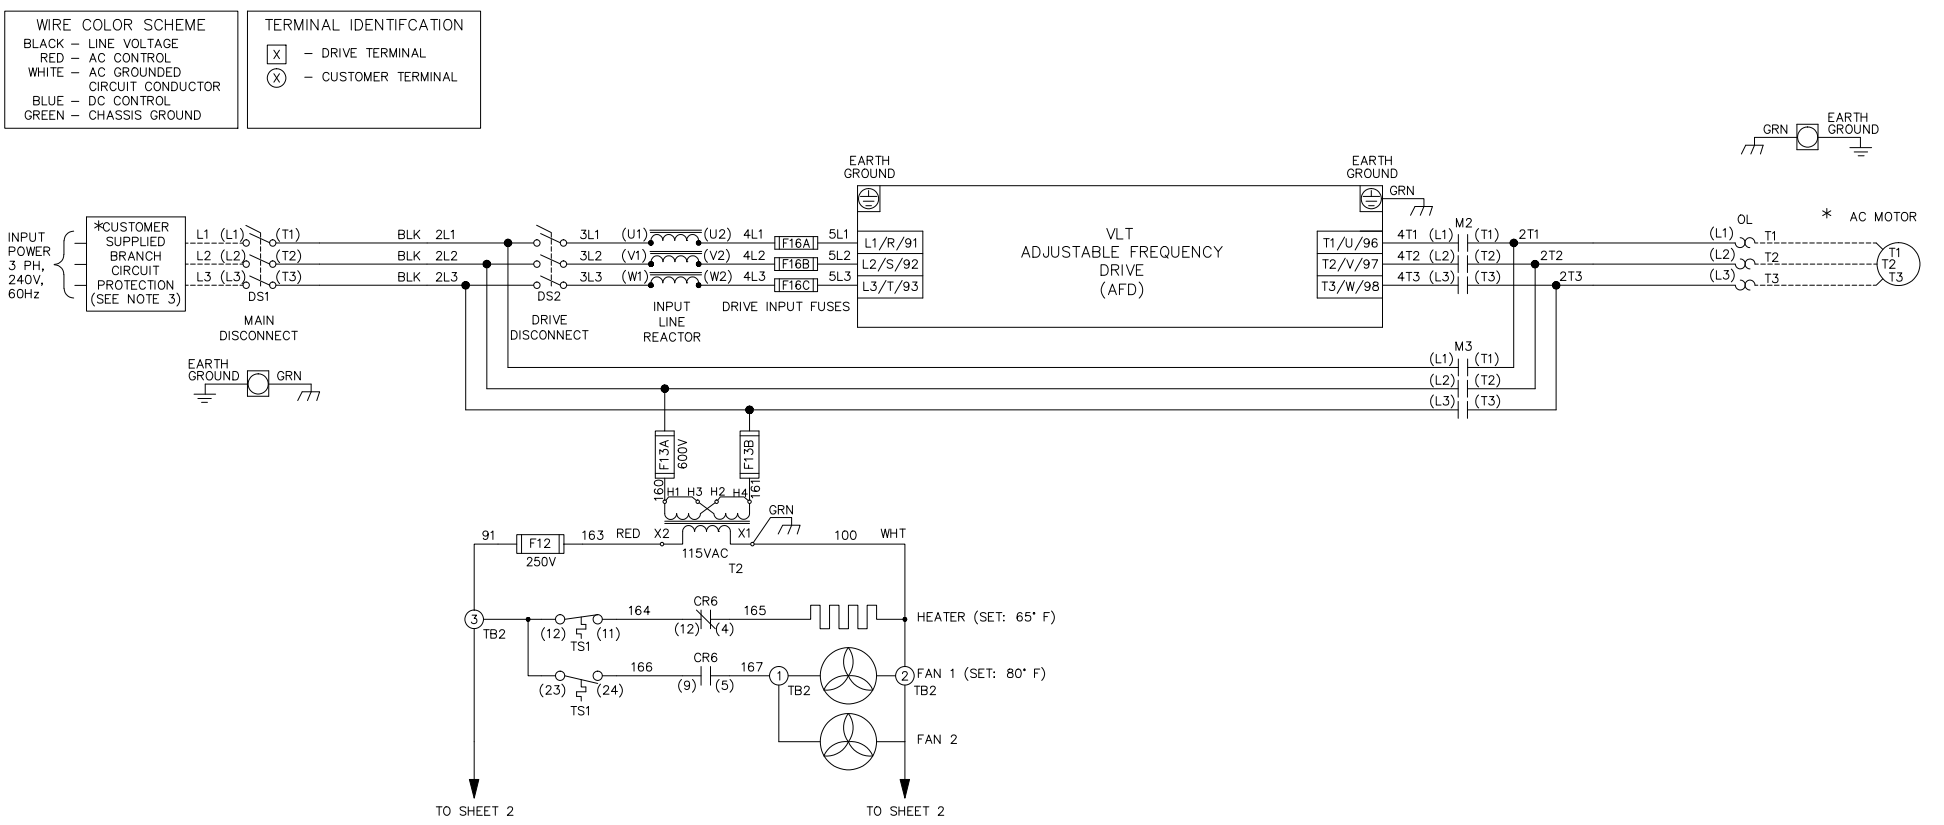 WIRE COLOR SCHEME
BLACK – LINE VOLTAGE
RED – AC CONTROL
WHITE – AC GROUNDED
CIRCUIT CONDUCTOR
BLUE – DC CONTROL
GREEN – CHASSIS GROUND
TERMINAL IDENTIFCATION
X – DRIVE TERMINAL
X – CUSTOMER TERMINAL
GRN
EARTH
GROUND
INPUT
POWER
3 PH,
240V,
60Hz
*CUSTOMER
SUPPLIED
BRANCH
CIRCUIT
PROTECTION
(SEE NOTE 3)
L1 (L1) (T1) BLK 2L1
L2 (L2) (T2) BLK 2L2
L3 (L3) (T3) BLK 2L3
DS1
MAIN
DISCONNECT
3L1 (U1) (U2) 4L1 F16A 5L1
3L2 (V1) (V2) 4L2 F16B 5L2
3L3 (W1) (W2) 4L3 F16C 5L3
DS2
DRIVE
DISCONNECT
INPUT
LINE
REACTOR
DRIVE INPUT FUSES
EARTH
GROUND
L1/R/91
L2/S/92
L3/T/93
VLT
ADJUSTABLE FREQUENCY
DRIVE
(AFD)
EARTH
GROUND
GRN
T1/U/96
T2/V/97
T3/W/98
M2
4T1 (L1) (T1) 2T1
4T2 (L2) (T2) 2T2
4T3 (L3) (T3) 2T3
OL
(L1) T1
(L2) T2
(L3) T3
* AC MOTOR
T1
T2
T3
M3
(L1) (T1)
(L2) (T2)
(L3) (T3)
EARTH
GROUND
GRN
F13A
600V
F13B
160
161
H1 H3 H2 H4
GRN
91 F12 163 RED X2 X1 100 WHT
250V
115VAC
T2
3
TB2
164 CR6 165
(12) (11) (12) (4)
TS1
HEATER (SET: 65° F)
166 CR6 167 1 2
(23) (24) (9) (5) TB2 TB2
TS1
FAN 1 (SET: 80° F)
FAN 2
TO SHEET 2
TO SHEET 2